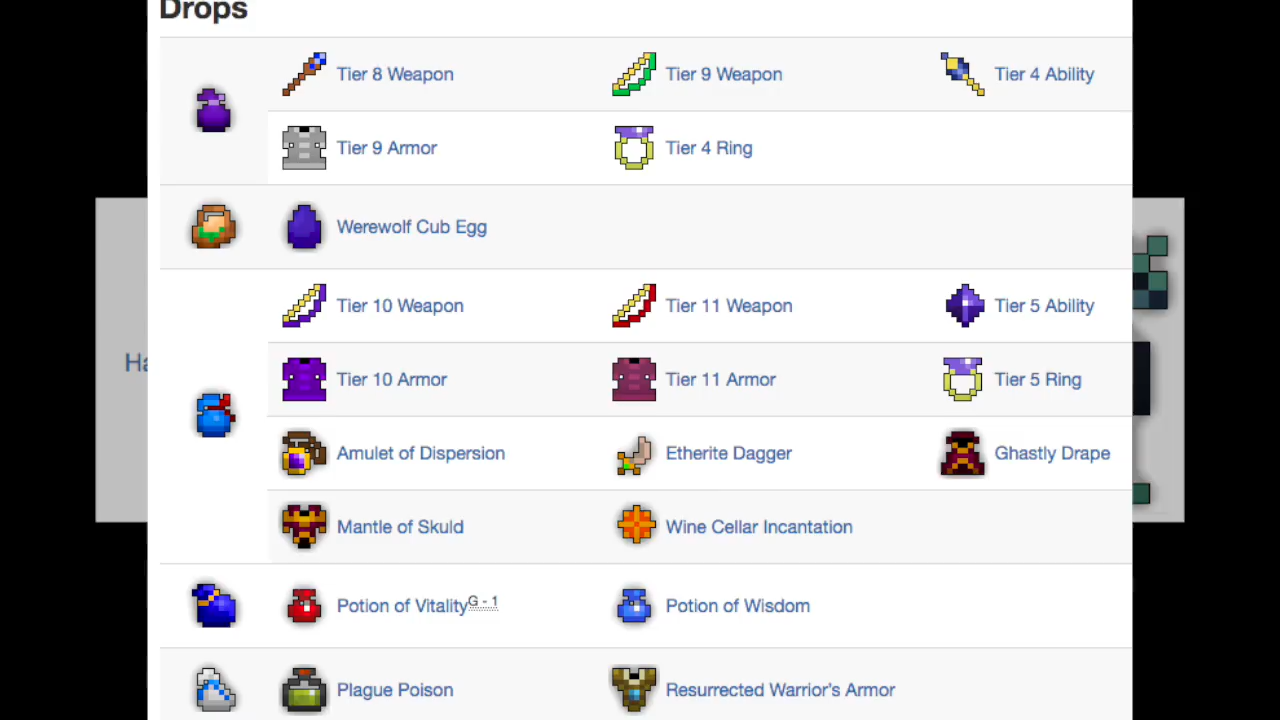 Drops
Tier 8 Weapon Tier 9 Weapon Tier 4 Ability
Tier 9 Armor Tier 4 Ring
Werewolf Cub Egg
Tier 10 Weapon Tier 11 Weapon Tier 5 Ability
Ha
Tier 10 Armor Tier 11 Armor Tier 5 Ring
Amulet of Dispersion Etherite Dagger Ghastly Drape
Mantle of Skuld Wine Cellar Incantation
Potion of Vitality G - 1 Potion of Wisdom
Plague Poison Resurrected Warrior's Armor